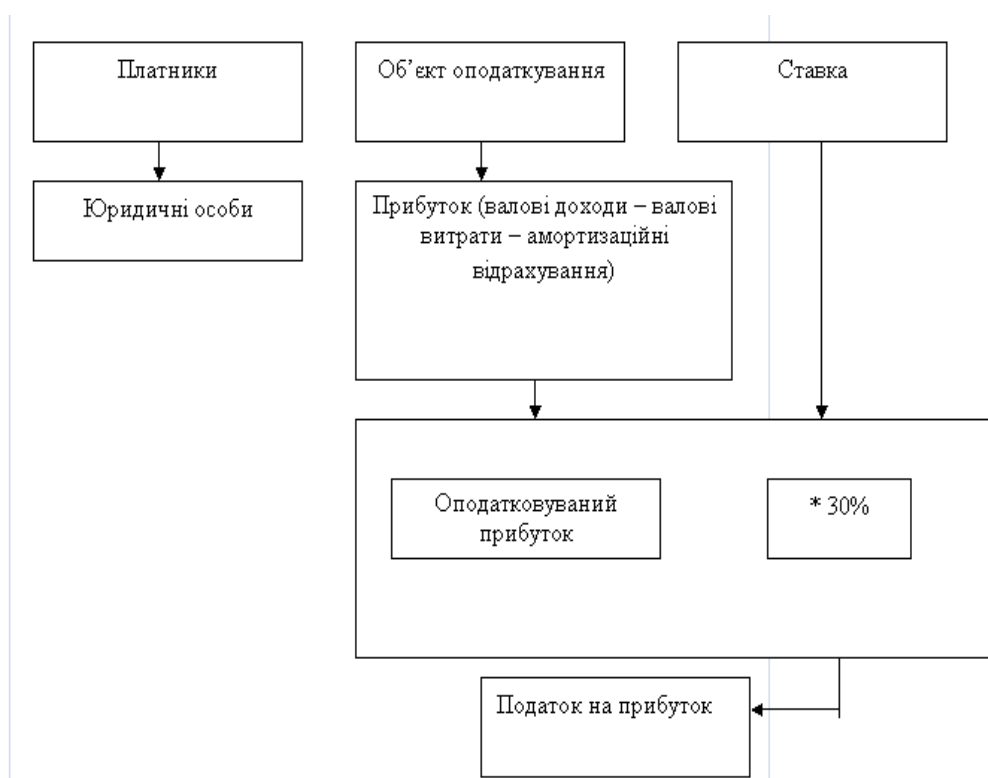 Платники
Об’єкт оподаткування
Ставка
Юридичні особи
Прибуток (валові доходи – валові
витрати – амортизаційні
відрахування)
Оподатковуваний
прибуток
* 30%
Податок на прибуток